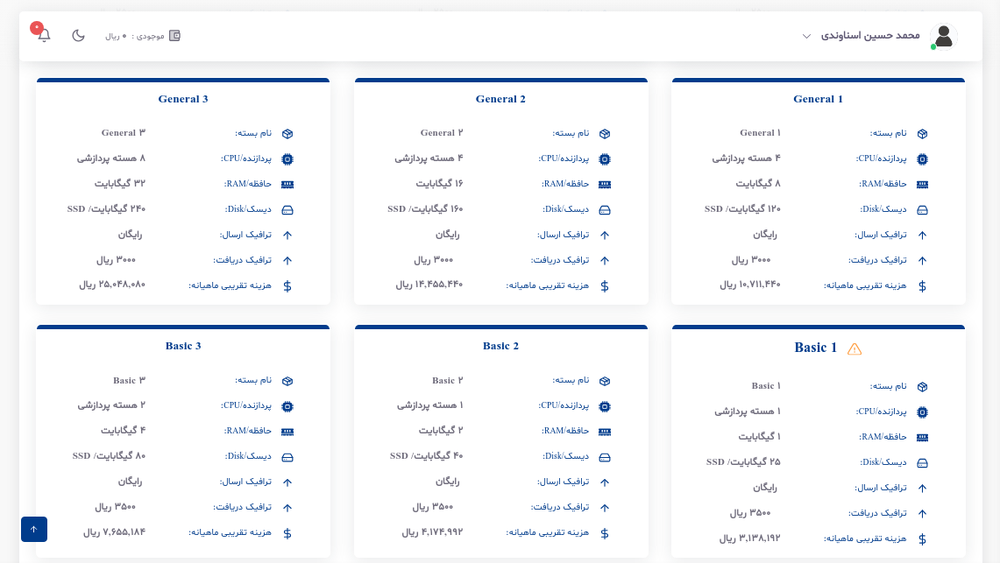 محمد حسین اسناوندی
موجودی : ۰ ریال
۰
General 1
نام بسته: General ۱
پردازنده/CPU: ۴ هسته پردازشی
حافظه/RAM: ۸ گیگابایت
دیسک/Disk: ۱۲۰ گیگابایت/ SSD
ترافیک ارسال: رایگان
ترافیک دریافت: ۳۰۰۰ ریال
هزینه تقریبی ماهیانه: ۱۰,۷۱۱,۴۴۰ ریال
General 2
نام بسته: General ۲
پردازنده/CPU: ۴ هسته پردازشی
حافظه/RAM: ۱۶ گیگابایت
دیسک/Disk: ۱۶۰ گیگابایت/ SSD
ترافیک ارسال: رایگان
ترافیک دریافت: ۳۰۰۰ ریال
هزینه تقریبی ماهیانه: ۱۴,۴۵۵,۴۴۰ ریال
General 3
نام بسته: General ۳
پردازنده/CPU: ۸ هسته پردازشی
حافظه/RAM: ۳۲ گیگابایت
دیسک/Disk: ۲۴۰ گیگابایت/ SSD
ترافیک ارسال: رایگان
ترافیک دریافت: ۳۰۰۰ ریال
هزینه تقریبی ماهیانه: ۲۵,۰۴۸,۰۸۰ ریال
Basic 1
نام بسته: Basic ۱
پردازنده/CPU: ۱ هسته پردازشی
حافظه/RAM: ۱ گیگابایت
دیسک/Disk: ۲۵ گیگابایت/ SSD
ترافیک ارسال: رایگان
ترافیک دریافت: ۳۵۰۰ ریال
هزینه تقریبی ماهیانه: ۳,۱۳۸,۱۹۲ ریال
Basic 2
نام بسته: Basic ۲
پردازنده/CPU: ۱ هسته پردازشی
حافظه/RAM: ۲ گیگابایت
دیسک/Disk: ۴۰ گیگابایت/ SSD
ترافیک ارسال: رایگان
ترافیک دریافت: ۳۵۰۰ ریال
هزینه تقریبی ماهیانه: ۴,۱۷۴,۹۹۲ ریال
Basic 3
نام بسته: Basic ۳
پردازنده/CPU: ۲ هسته پردازشی
حافظه/RAM: ۴ گیگابایت
دیسک/Disk: ۸۰ گیگابایت/ SSD
ترافیک ارسال: رایگان
ترافیک دریافت: ۳۵۰۰ ریال
هزینه تقریبی ماهیانه: ۷,۶۵۵,۱۸۴ ریال